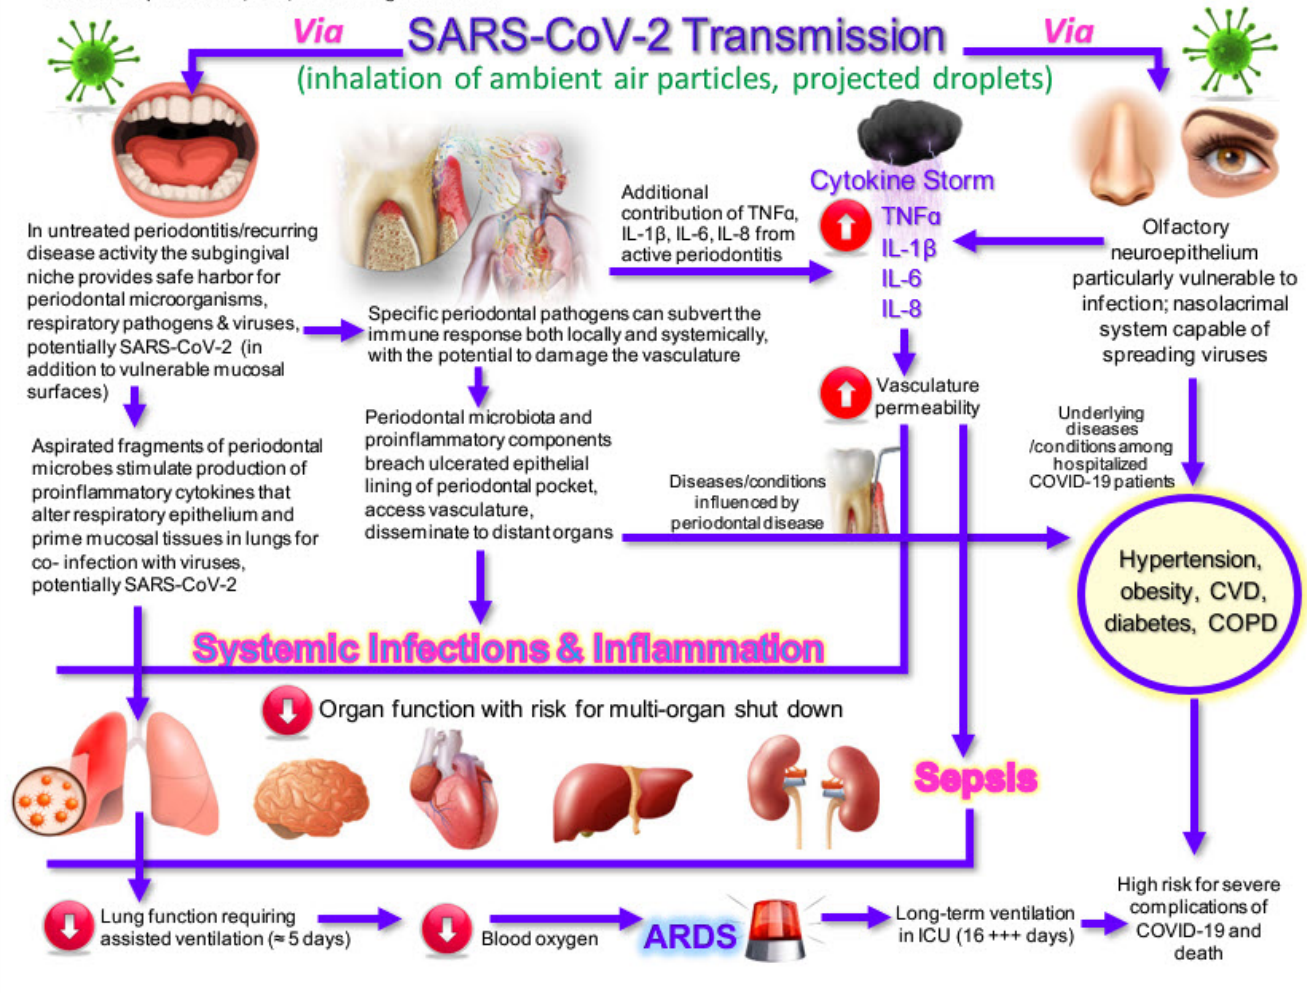 Via
SARS-CoV-2 Transmission
Via
(inhalation of ambient air particles, projected droplets)
In untreated periodontitis/recurring
disease activity the subgingival
niche provides safe harbor for
periodontal microorganisms,
respiratory pathogens & viruses,
potentially SARS-CoV-2 (in
addition to vulnerable mucosal
surfaces)
Aspirated fragments of periodontal
microbes stimulate production of
proinflammatory cytokines that
alter respiratory epithelium and
prime mucosal tissues in lungs for
co- infection with viruses,
potentially SARS-CoV-2
Specific periodontal pathogens can subvert the
immune response both locally and systemically,
with the potential to damage the vasculature
Periodontal microbiota and
proinflammatory components
breach ulcerated epithelial
lining of periodontal pocket,
access vasculature,
disseminate to distant organs
Additional
contribution of TNFα,
IL-1β, IL-6, IL-8 from
active periodontitis
Cytokine Storm
TNFα
IL-1β
IL-6
IL-8
Vasculature
permeability
Diseases/conditions
influenced by
periodontal disease
Olfactory
neuroepithelium
particularly vulnerable to
infection; nasolacrimal
system capable of
spreading viruses
Underlying
diseases
/conditions among
hospitalized
COVID-19 patients
Hypertension,
obesity, CVD,
diabetes, COPD
Systemic Infections & Inflammation
Organ function with risk for multi-organ shut down
Sepsis
Lung function requiring
assisted ventilation (≈ 5 days)
Blood oxygen
ARDS
Long-term ventilation
in ICU (16 +++ days)
High risk for severe
complications of
COVID-19 and
death